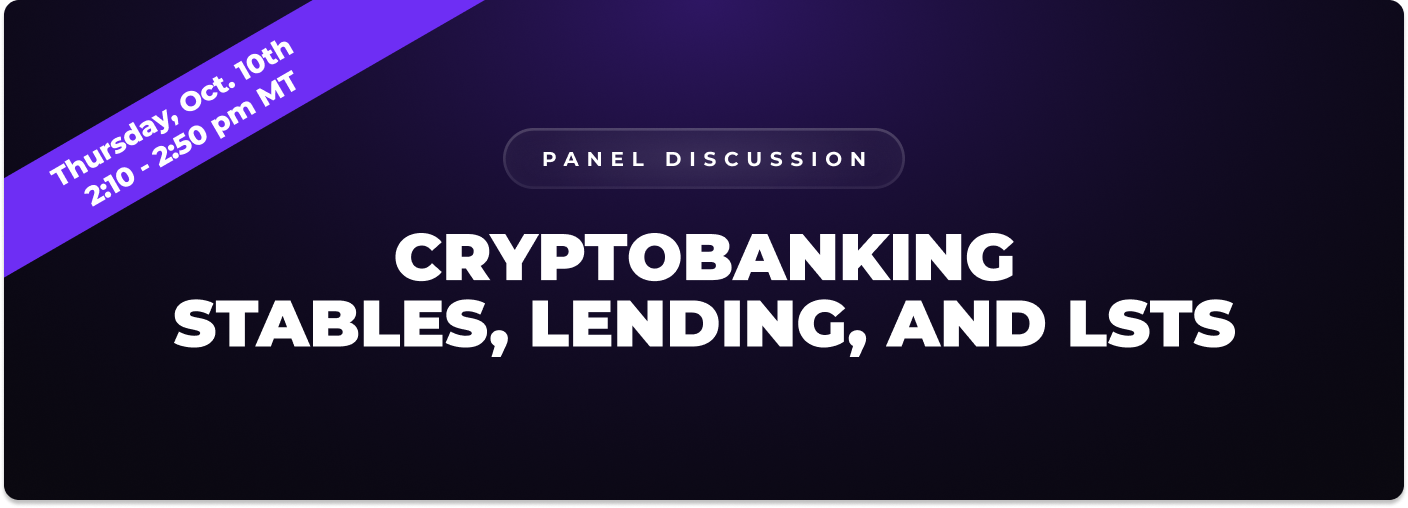 Thursday, Oct. 10th
2:10 - 2:50 pm MT
PANEL DISCUSSION
CRYPTOBANKING
STABLES, LENDING, AND LSTS